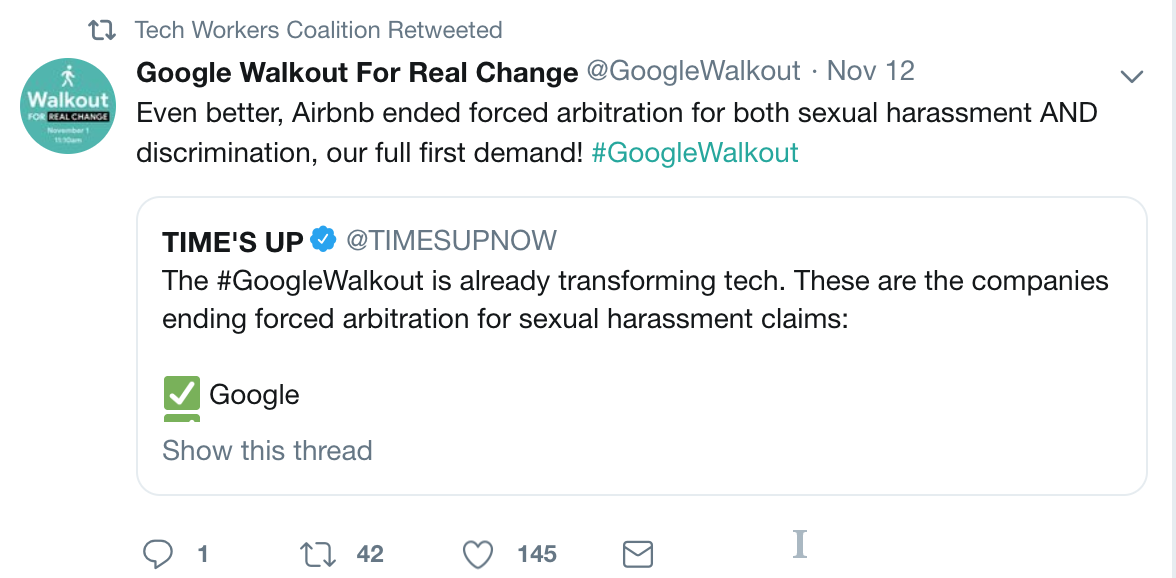 Tech Workers Coalition Retweeted
Google Walkout For Real Change @GoogleWalkout · Nov 12
Walkout
FOR REAL CHANGE
November 1
11:10am
Even better, Airbnb ended forced arbitration for both sexual harassment AND
discrimination, our full first demand! #GoogleWalkout
TIME'S UP @TIMESUPNOW
The #GoogleWalkout is already transforming tech. These are the companies
ending forced arbitration for sexual harassment claims:
✅ Google
Show this thread
1 42 145